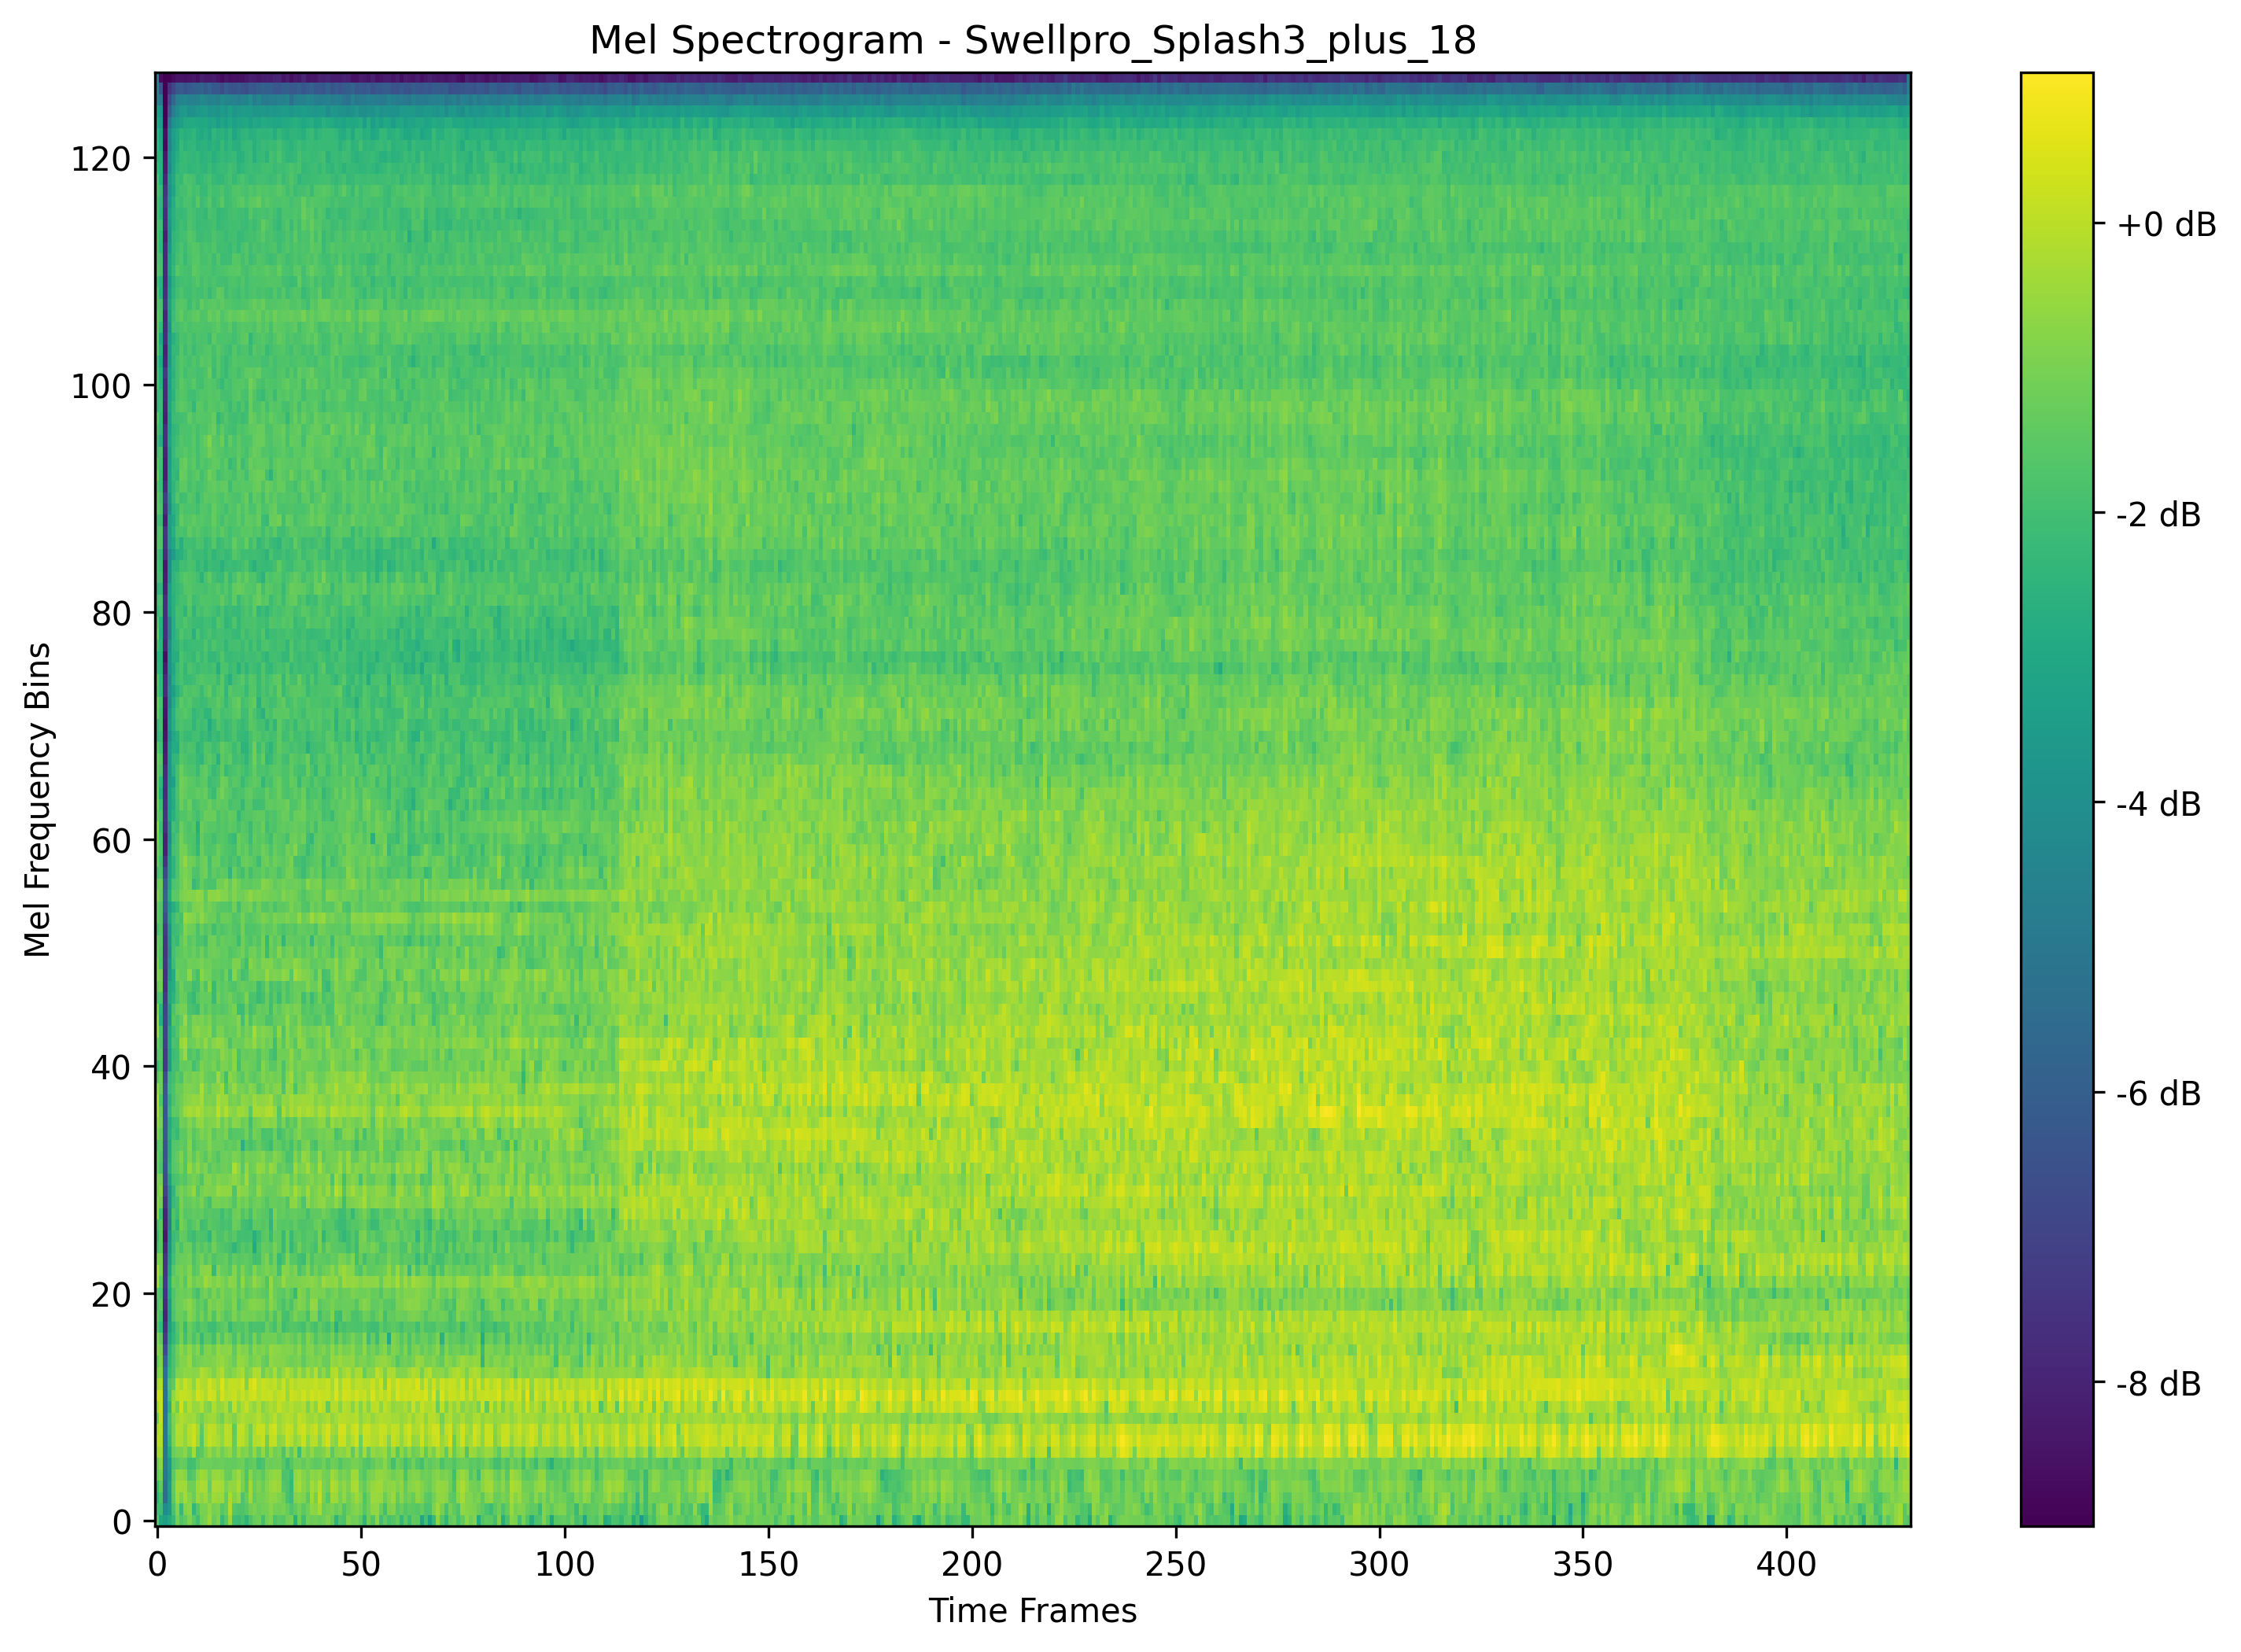 Mel Spectrogram - Swellpro_Splash3_plus_18
120
100
80
60
40
20
0
Mel Frequency Bins
0 50 100 150 200 250 300 350 400
Time Frames
+0 dB
-2 dB
-4 dB
-6 dB
-8 dB